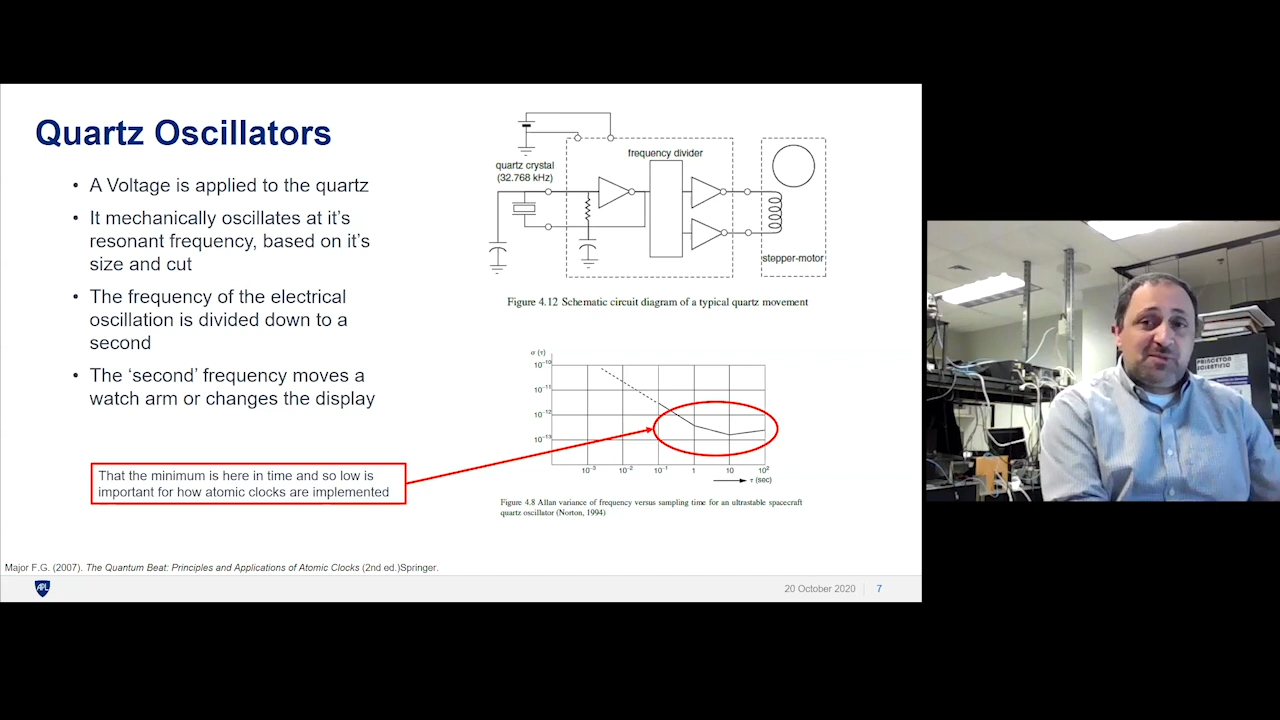 Quartz Oscillators
• A Voltage is applied to the quartz
• It mechanically oscillates at it's
resonant frequency, based on it's
size and cut
• The frequency of the electrical
oscillation is divided down to a
second
• The 'second' frequency moves a
watch arm or changes the display
That the minimum is here in time and so low is
important for how atomic clocks are implemented
quartz crystal
(32.768 kHz)
frequency divider
stepper-motor
Figure 4.12 Schematic circuit diagram of a typical quartz movement
σ (τ)
10⁻¹⁰
10⁻¹¹
10⁻¹²
10⁻¹³
10⁻³ 10⁻² 10⁻¹ 1 10 10²
τ (sec)
Figure 4.8 Allan variance of frequency versus sampling time for an ultrastable spacecraft
quartz oscillator (Norton, 1994)
Major F.G. (2007). The Quantum Beat: Principles and Applications of Atomic Clocks (2nd ed.)Springer.
APL
20 October 2020 | 7
PRINCETON
SCIENTIFIC